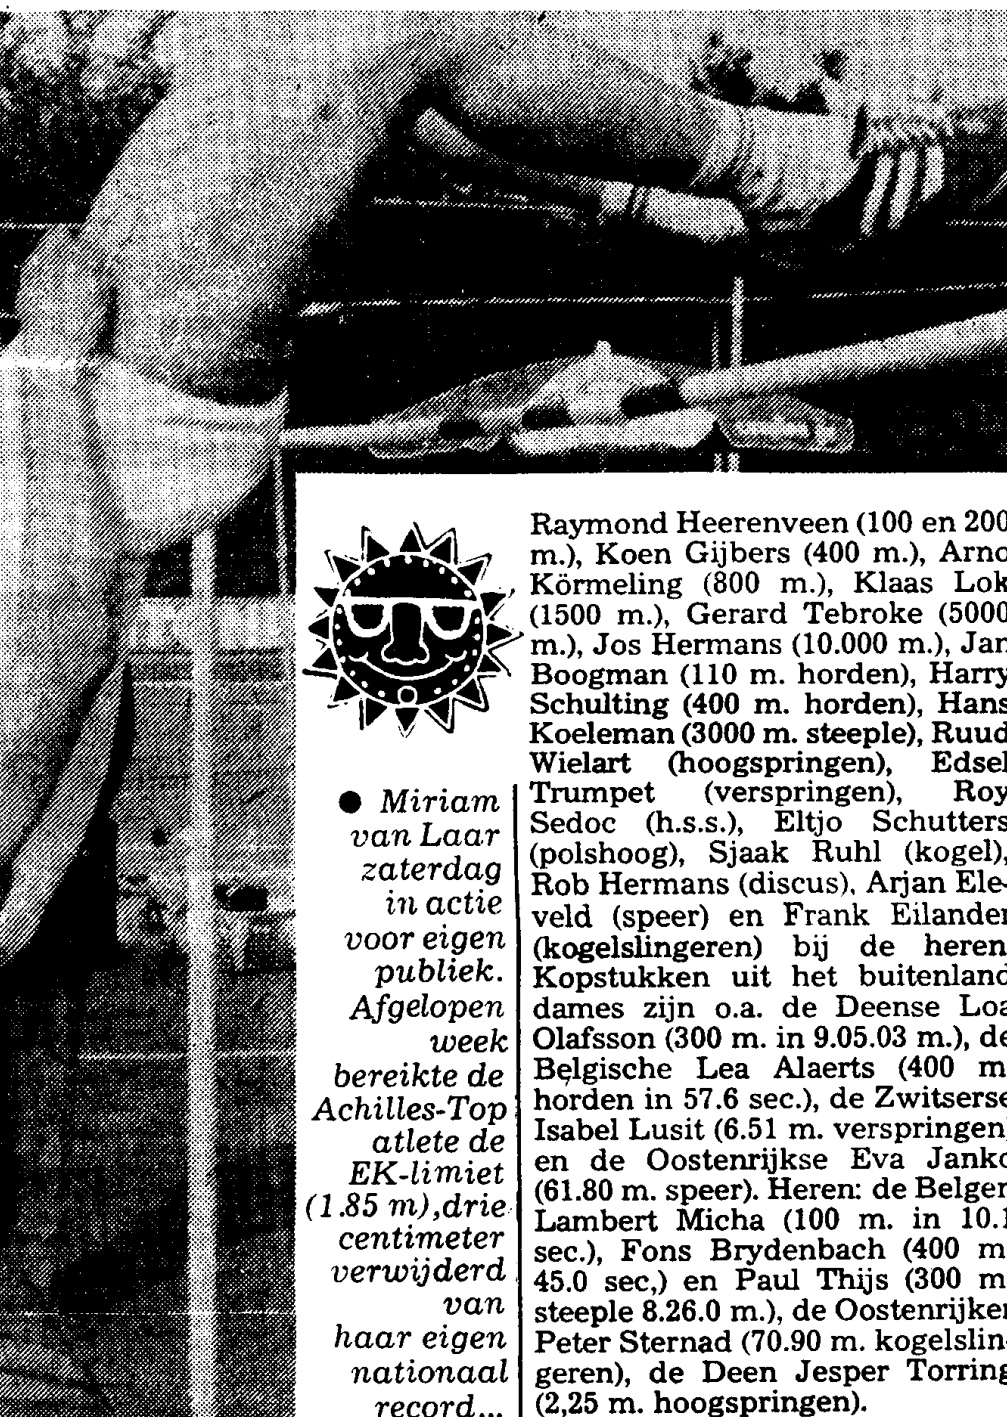 ● Miriam
van Laar
zaterdag
in actie
voor eigen
publiek.
Afgelopen
week
bereikte de
Achilles-Top
atlete de
EK-limiet
(1.85 m),drie
centimeter
verwijderd
van
haar eigen
nationaal
record...
Raymond Heerenveen (100 en 200
m.), Koen Gijbers (400 m.), Arno
Körmeling (800 m.), Klaas Lok
(1500 m.), Gerard Tebroke (5000
m.), Jos Hermans (10.000 m.), Jan
Boogman (110 m. horden), Harry
Schulting (400 m. horden), Hans
Koeleman (3000 m. steeple), Ruud
Wielart (hoogspringen), Edsel
Trumpet (verspringen), Roy
Sedoc (h.s.s.), Eltjo Schutters
(polshoog), Sjaak Ruhl (kogel),
Rob Hermans (discus), Arjan Ele-
veld (speer) en Frank Eilander
(kogelslingeren) bij de heren.
Kopstukken uit het buitenland
dames zijn o.a. de Deense Loa
Olafsson (300 m. in 9.05.03 m.), de
Belgische Lea Alaerts (400 m
horden in 57.6 sec.), de Zwitserse
Isabel Lusit (6.51 m. verspringen)
en de Oostenrijkse Eva Janko
(61.80 m. speer). Heren: de Belgen
Lambert Micha (100 m. in 10.1
sec.), Fons Brydenbach (400 m
45.0 sec,) en Paul Thijs (300 m
steeple 8.26.0 m.), de Oostenrijker
Peter Sternad (70.90 m. kogelslin-
geren), de Deen Jesper Torring
(2,25 m. hoogspringen).